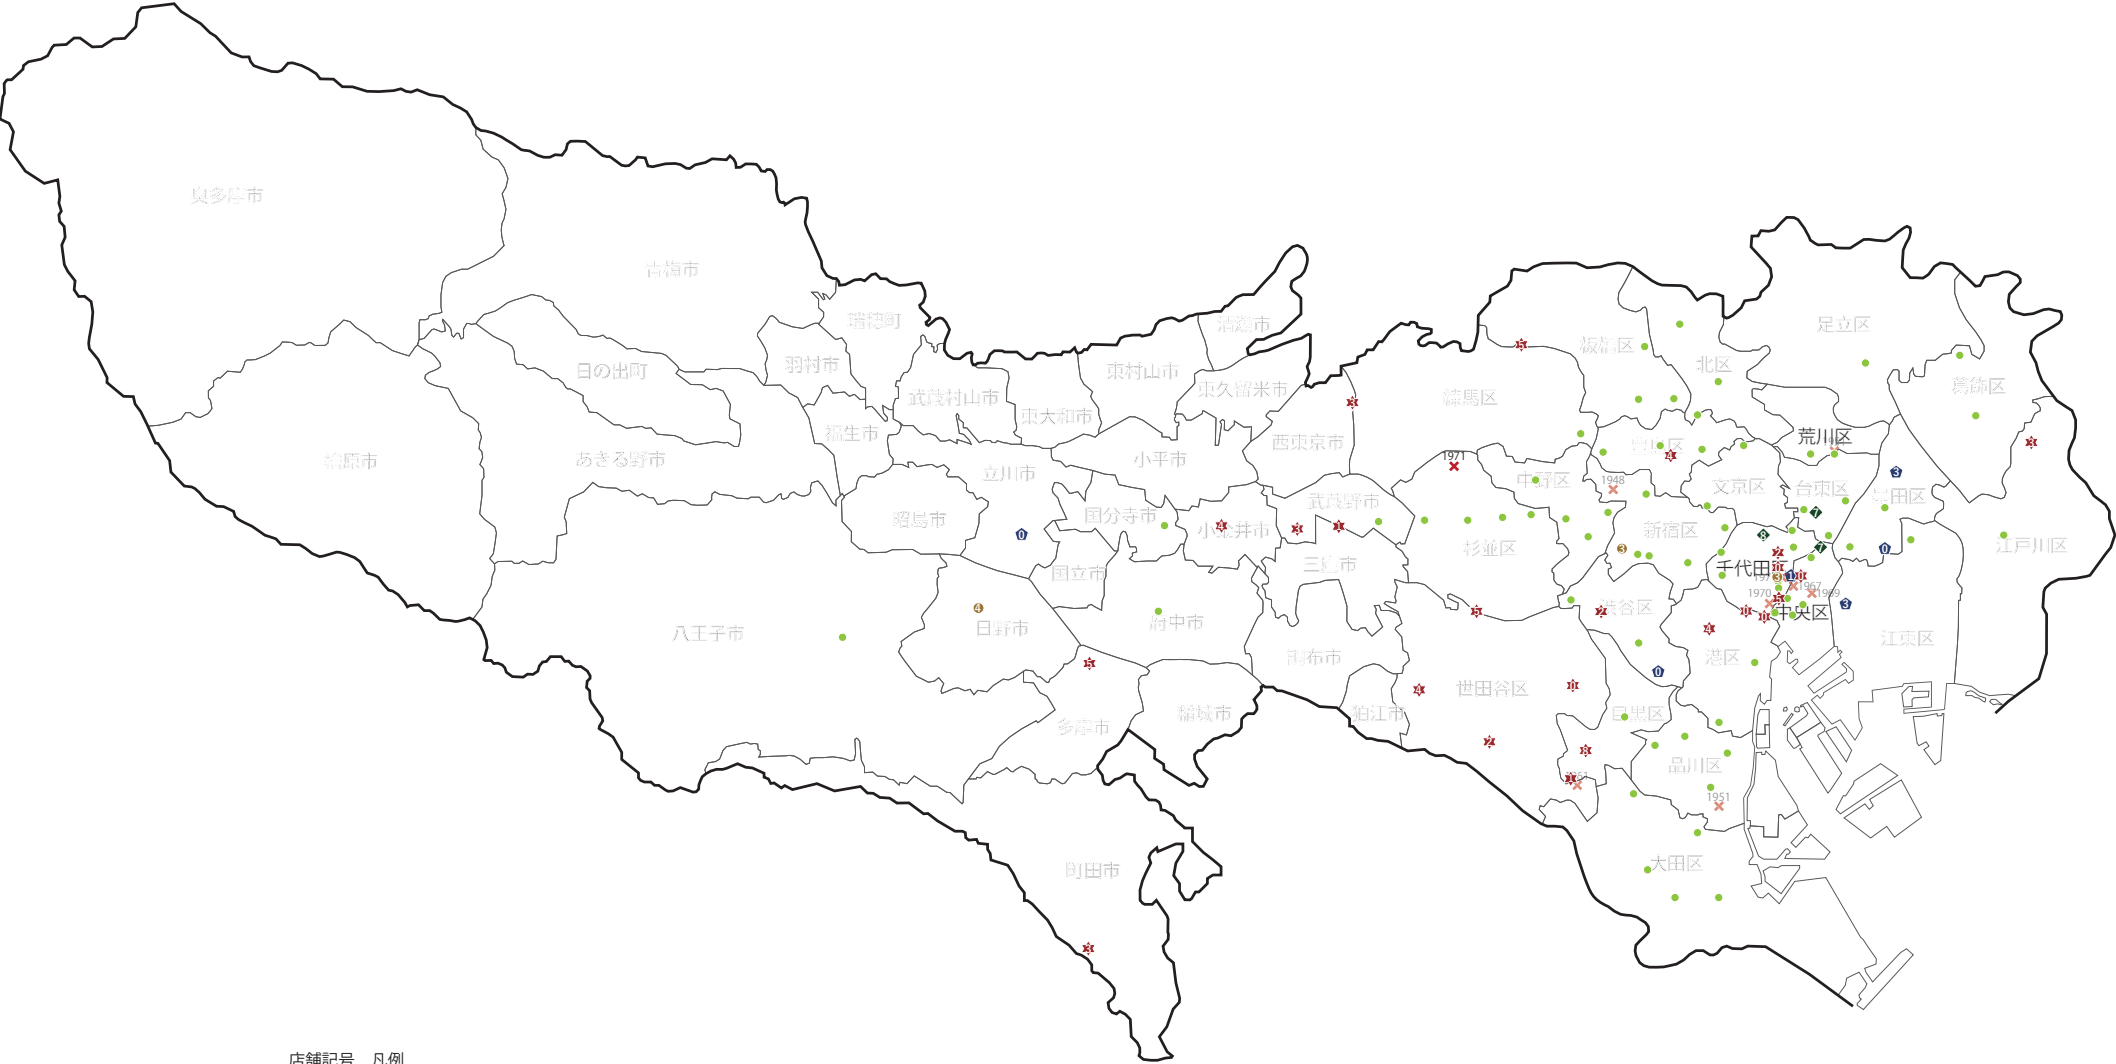 奥多摩市
青梅市
瑞穂町
清瀬市
足立区
板橋区
北区
羽村市
日の出町
東村山市
東久留米市
葛飾区
武蔵村山市
練馬区
東大和市
福生市
西東京市
荒川区
豊島区
檜原市
あきる野市
小平市
1971
立川市
中野区
1948
文京区
台東区
墨田区
武蔵野市
昭島市
国分寺市
小金井市
新宿区
杉並区
江戸川区
三鷹市
千代田区
国立市
1967
1970
1969
渋谷区
中央区
日野市
府中市
八王子市
江東区
調布市
港区
世田谷区
稲城市
狛江市
目黒区
多摩市
品川区
1951
大田区
町田市
店舗記号 凡例